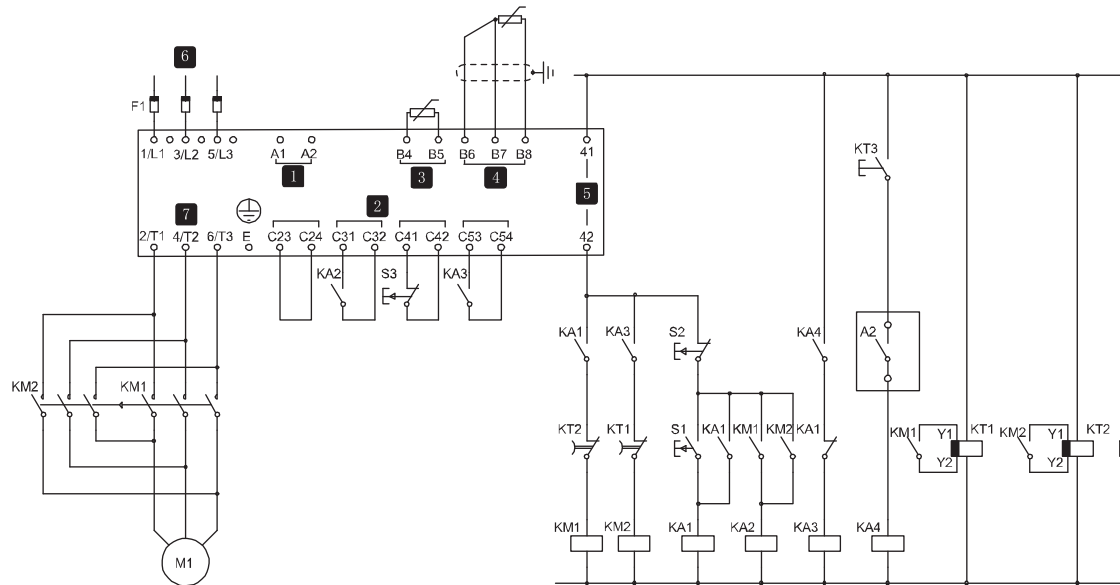 6
F1
1/L1 3/L2 5/L3 A1 A2 B4 B5 B6 B7 B8 41
1 3 4 5
KT3
7 2
2/T1 4/T2 6/T3 E C23 C24 C31 C32 C41 C42 C53 C54 42
KA2 S3 KA3
KA1 KA3 S2 KA4 A2
KM2 KM1
KT2 KT1 S1 KA1 KM1 KM2 KA1 KM1 Y1 KT1 KM2 Y1 KT2
Y2 Y2
KM1 KM2 KA1 KA2 KA3 KA4
M1